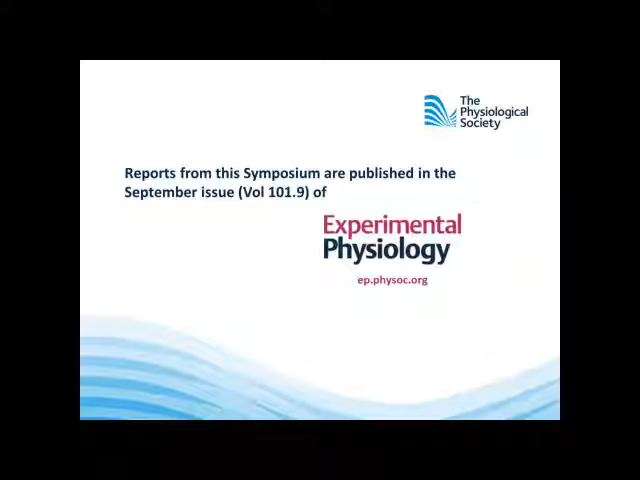 The
Physiological
Society
Reports from this Symposium are published in the
September issue (Vol 101.9) of
Experimental
Physiology
ep.physoc.org